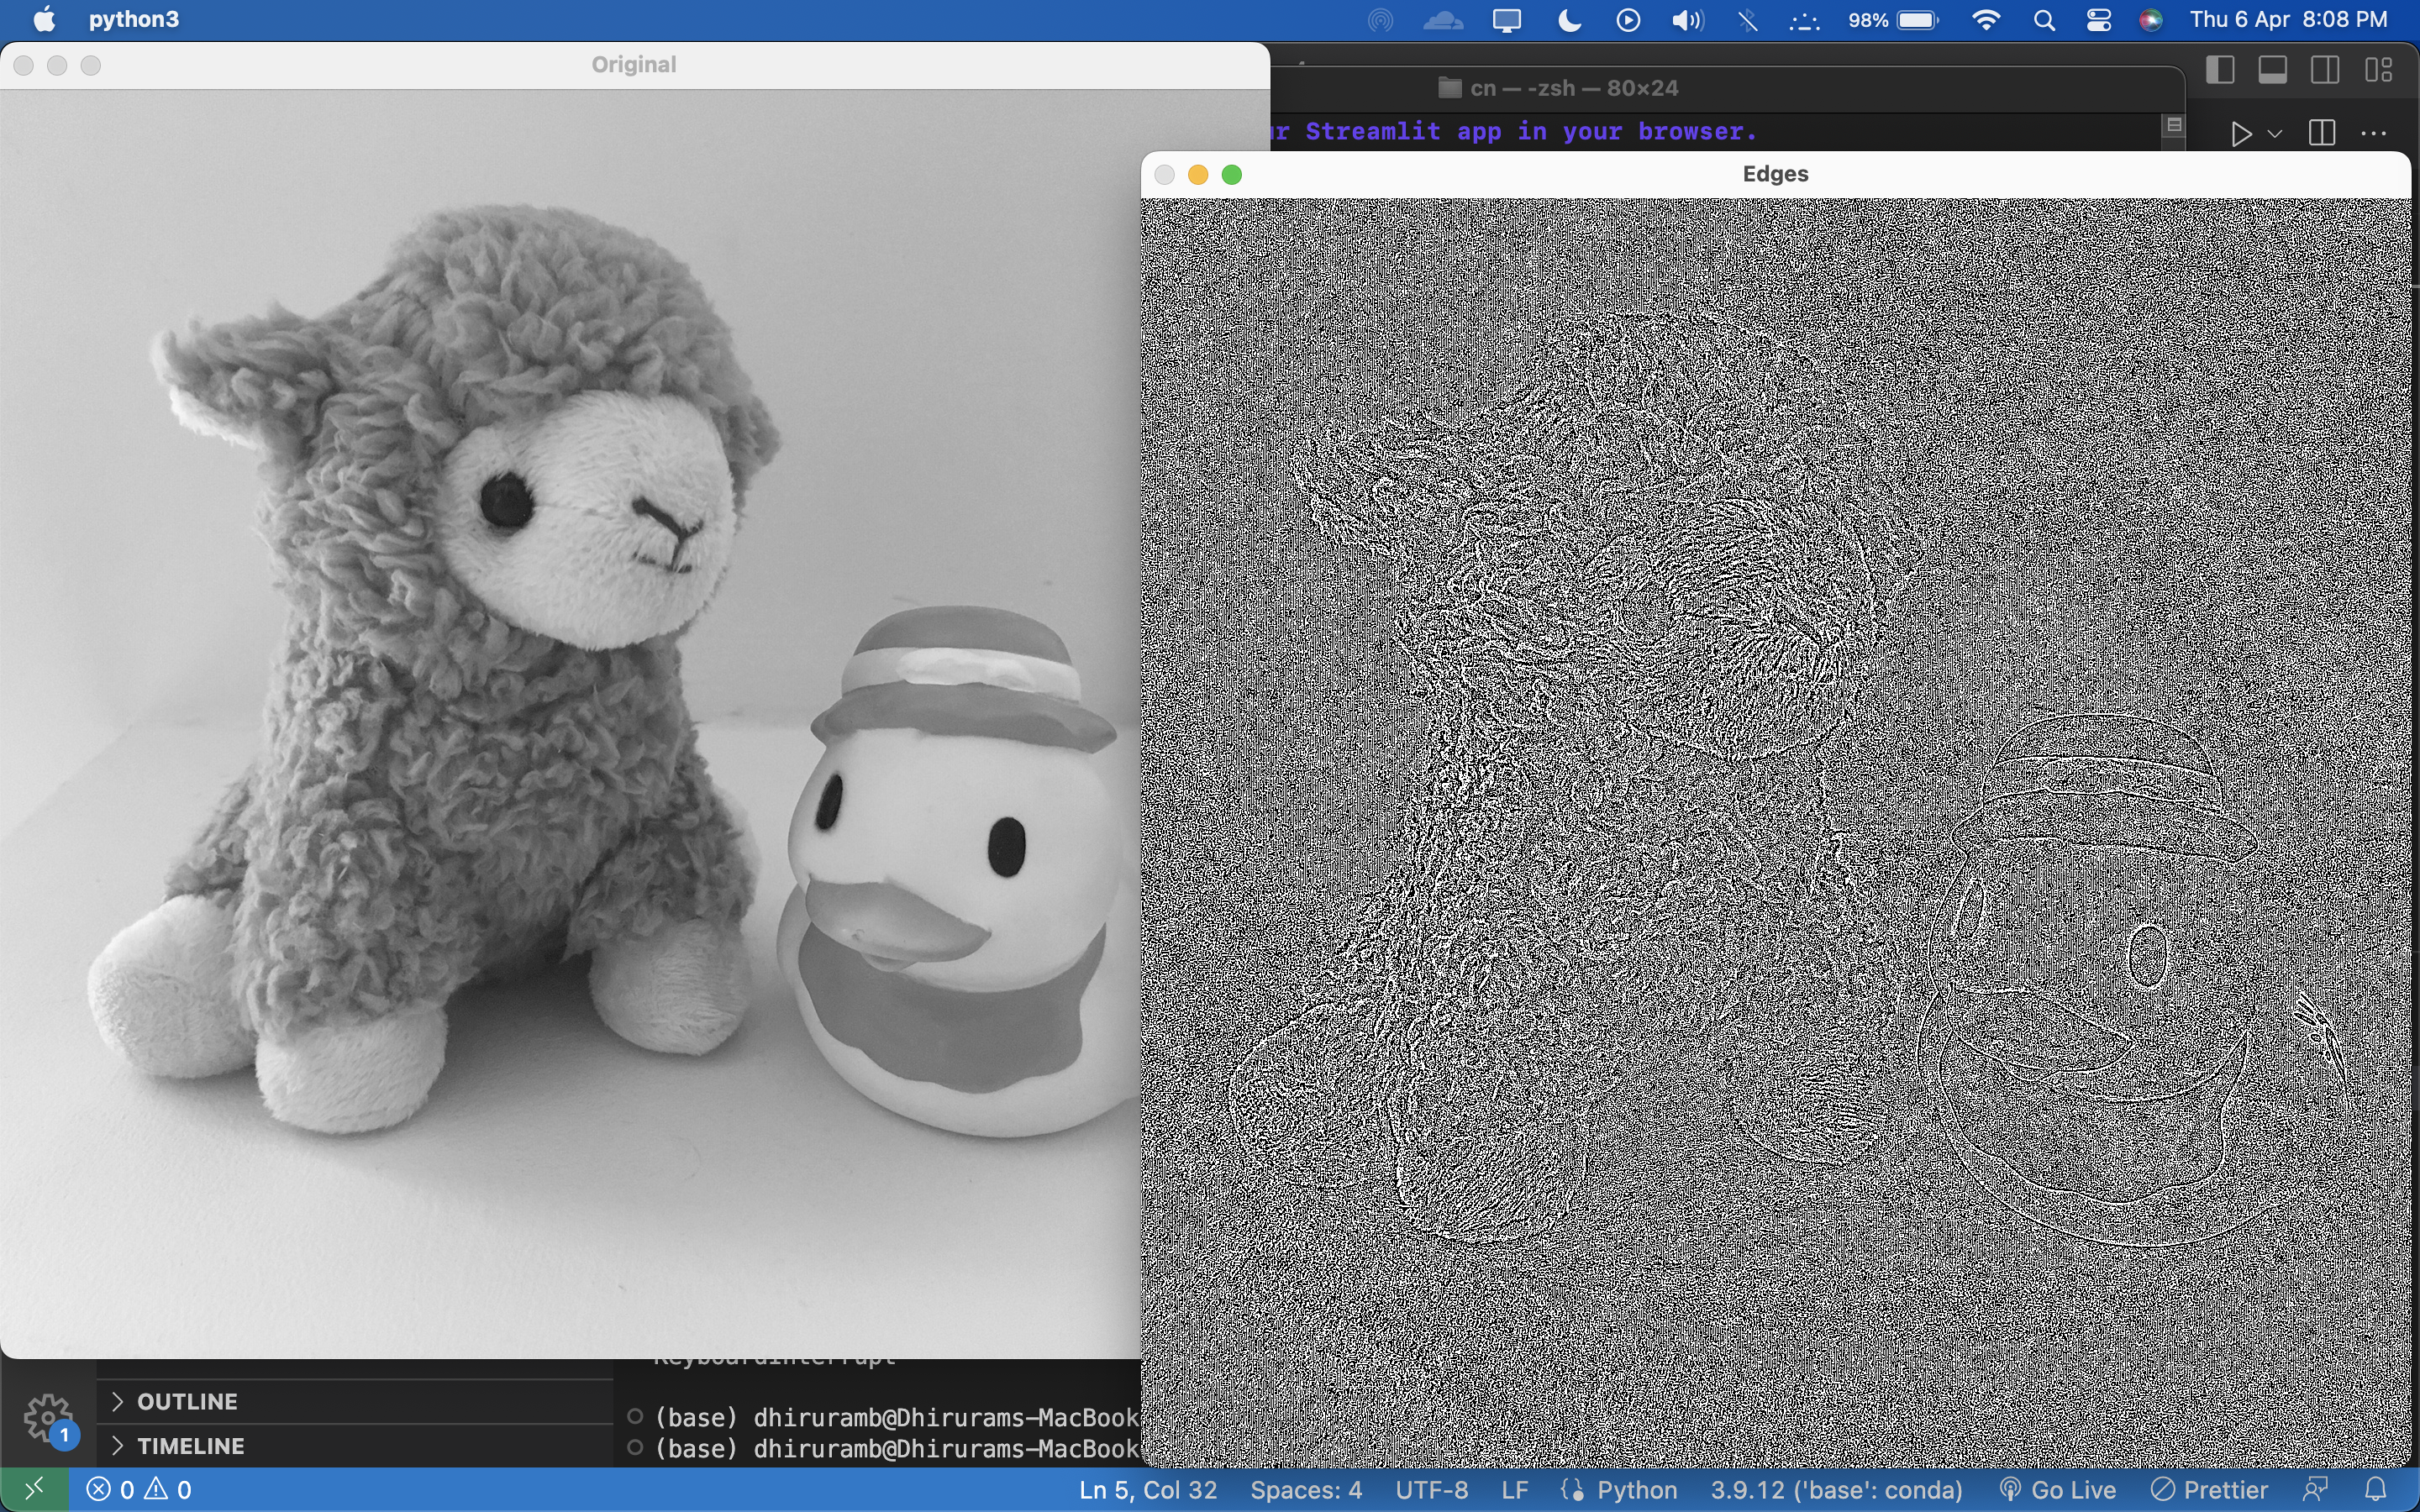 python3
98%
Thu 6 Apr 8:08 PM
Original
cn — -zsh — 80×24
r Streamlit app in your browser.
Edges
KeyboardInterrupt
OUTLINE
(base) dhiruramb@Dhirurams-MacBook
1
TIMELINE
(base) dhiruramb@Dhirurams-MacBook
0 0
Ln 5, Col 32
Spaces: 4
UTF-8
LF
Python
3.9.12 ('base': conda)
Go Live
Prettier